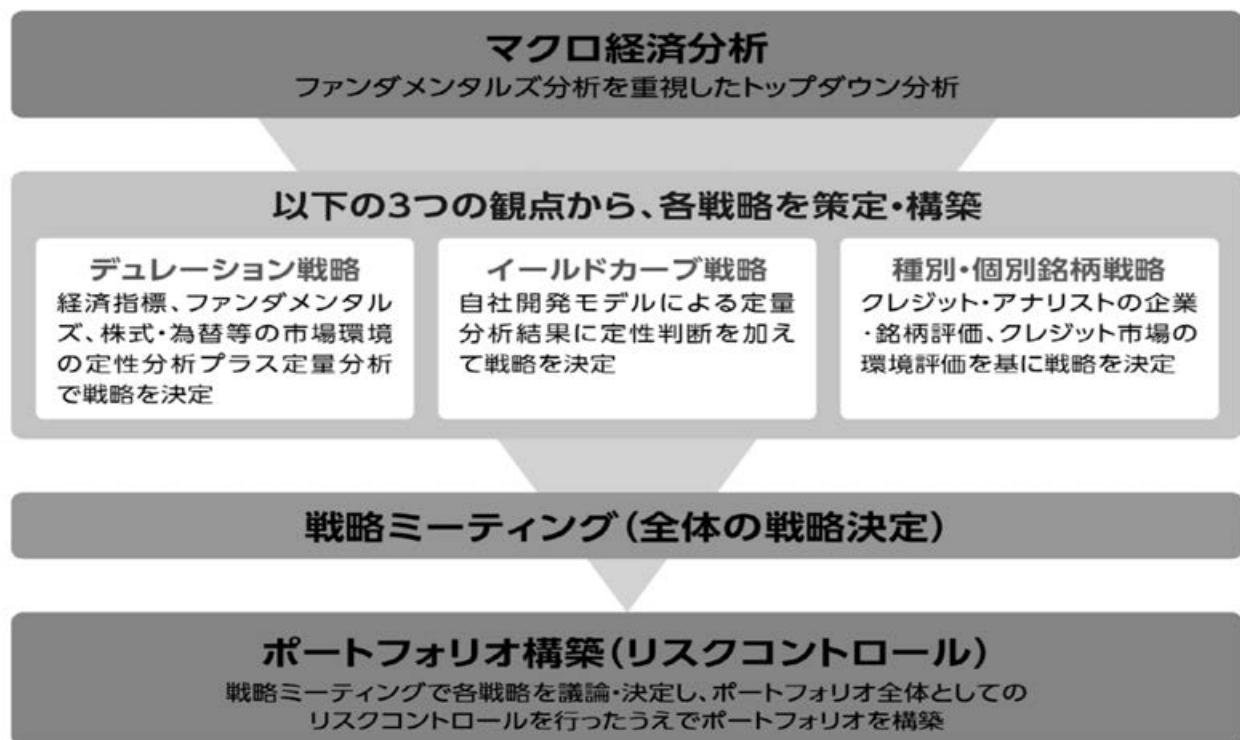 マクロ経済分析
ファンダメンタルズ分析を重視したトップダウン分析
以下の3つの観点から、各戦略を策定・構築
デュレーション戦略
経済指標、ファンダメンタル
ズ、株式・為替等の市場環境
の定性分析プラス定量分析
で戦略を決定
イールドカーブ戦略
自社開発モデルによる定量
分析結果に定性判断を加え
て戦略を決定
種別・個別銘柄戦略
クレジット・アナリストの企業
・銘柄評価、クレジット市場の
環境評価を基に戦略を決定
戦略ミーティング(全体の戦略決定)
ポートフォリオ構築(リスクコントロール)
戦略ミーティングで各戦略を議論・決定し、ポートフォリオ全体としての
リスクコントロールを行ったうえでポートフォリオを構築